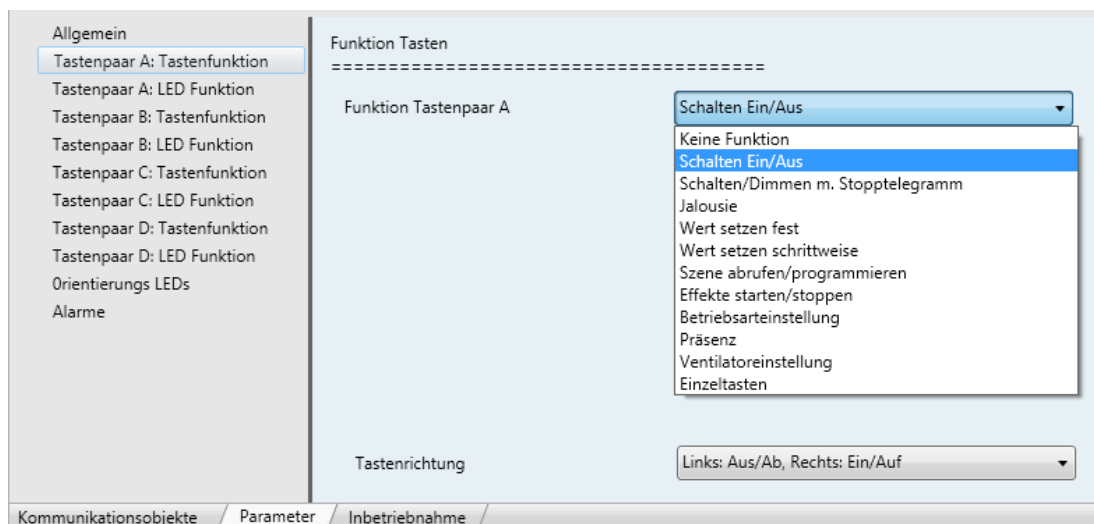 Allgemein
Tastenpaar A: Tastenfunktion
Tastenpaar A: LED Funktion
Tastenpaar B: Tastenfunktion
Tastenpaar B: LED Funktion
Tastenpaar C: Tastenfunktion
Tastenpaar C: LED Funktion
Tastenpaar D: Tastenfunktion
Tastenpaar D: LED Funktion
0rientierungs LEDs
Alarme
Funktion Tasten
=======================================
Funktion Tastenpaar A
Schalten Ein/Aus
Keine Funktion
Schalten Ein/Aus
Schalten/Dimmen m. Stopptelegramm
Jalousie
Wert setzen fest
Wert setzen schrittweise
Szene abrufen/programmieren
Effekte starten/stoppen
Betriebsarteinstellung
Präsenz
Ventilatoreinstellung
Einzeltasten
Tastenrichtung
Links: Aus/Ab, Rechts: Ein/Auf
Kommunikationsobjekte / Parameter / Inbetriebnahme /